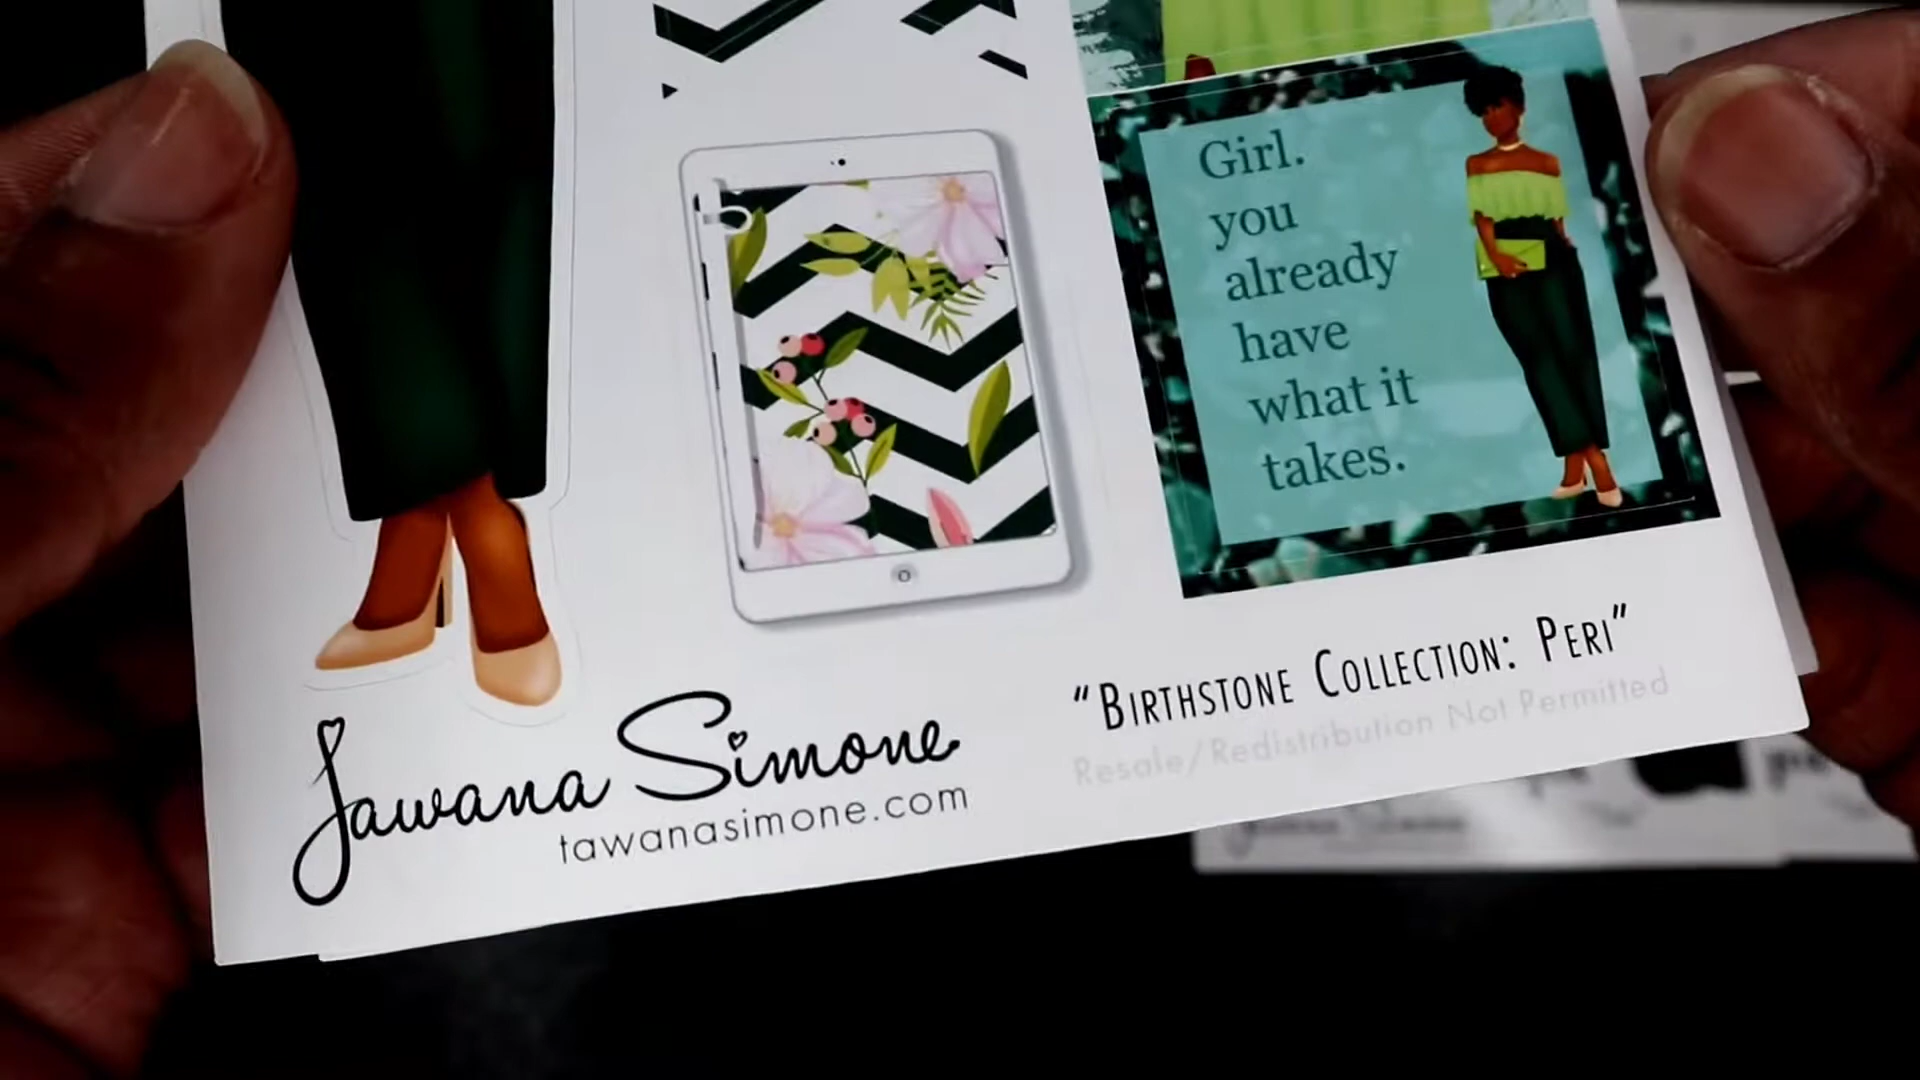 Girl.
you
already
have
what it
takes.
"Birthstone Collection: Peri"
Resale/Redistribution Not Permitted
Tawana Simone
tawanasimone.com